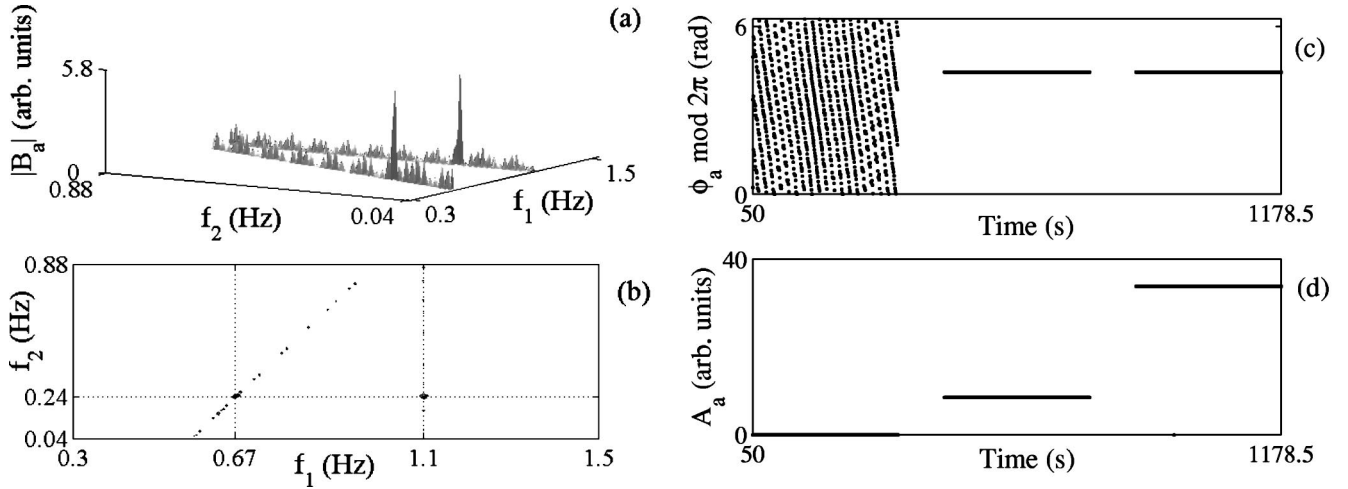 (a)
|B_a| (arb. units)
5.8
0
0.88
f_2 (Hz)
0.04
0.3
f_1 (Hz)
1.5
(b)
f_2 (Hz)
0.88
0.24
0.04
0.3
0.67
1.1
1.5
f_1 (Hz)
(c)
ϕ_a mod 2π (rad)
6
0
50
Time (s)
1178.5
(d)
A_a (arb. units)
40
0
50
Time (s)
1178.5